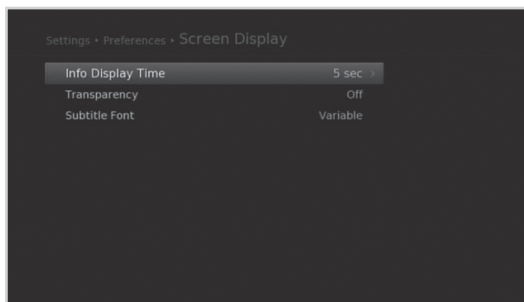 Settings • Preferences • Screen Display
Info Display Time 5 sec >
Transparency Off
Subtitle Font Variable